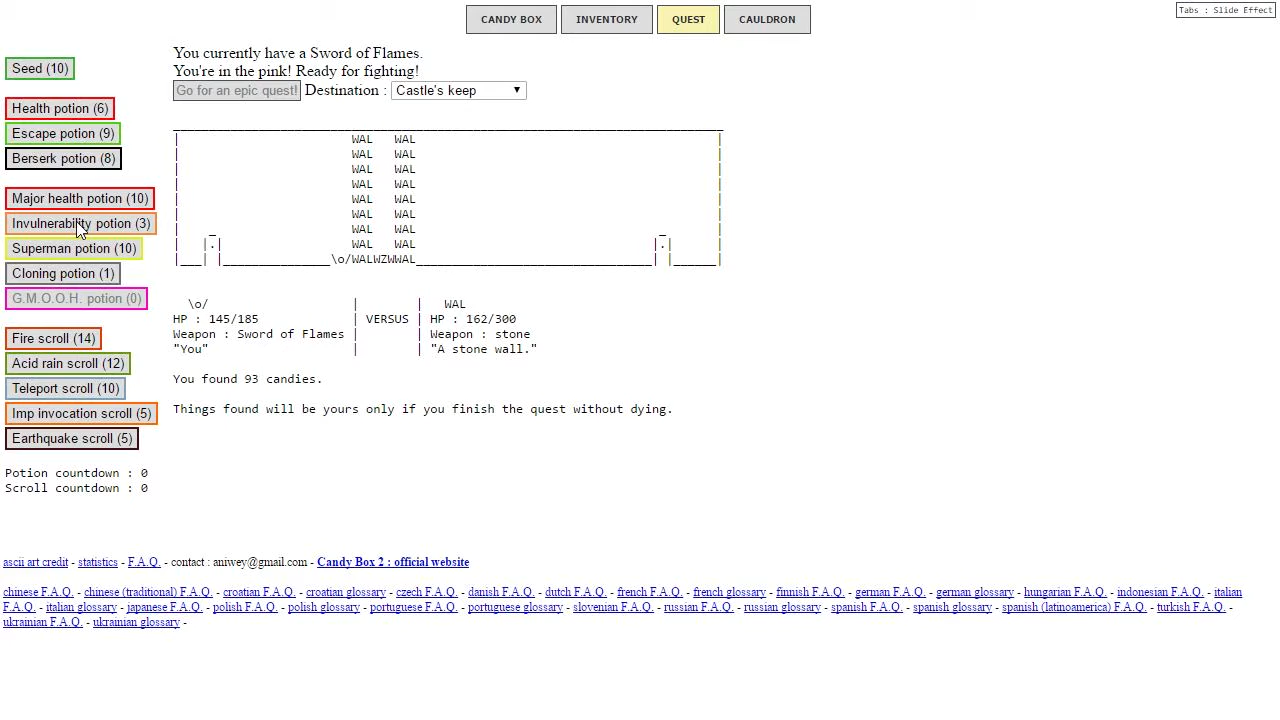 CANDY BOX INVENTORY QUEST CAULDRON
Tabs : Slide Effect
You currently have a Sword of Flames.
You're in the pink! Ready for fighting!
Go for an epic quest! Destination : Castle's keep
Seed (10)
Health potion (6)
Escape potion (9)
Berserk potion (8)
Major health potion (10)
Invulnerability potion (3)
Superman potion (10)
Cloning potion (1)
G.M.O.O.H. potion (0)
Fire scroll (14)
Acid rain scroll (12)
Teleport scroll (10)
Imp invocation scroll (5)
Earthquake scroll (5)
Potion countdown : 0
Scroll countdown : 0
WAL WAL
WAL WAL
WAL WAL
WAL WAL
WAL WAL
WAL WAL
_ WAL WAL _
| |.| WAL WAL |.| |
|___| |_______________\o/WALWZWWAL_________________________________| |______|
\o/ | | WAL
HP : 145/185 | VERSUS | HP : 162/300
Weapon : Sword of Flames | | Weapon : stone
"You" | | "A stone wall."
You found 93 candies.
Things found will be yours only if you finish the quest without dying.
ascii art credit - statistics - F.A.Q. - contact : aniwey@gmail.com - Candy Box 2 : official website
chinese F.A.Q. - chinese (traditional) F.A.Q. - croatian F.A.Q. - croatian glossary - czech F.A.Q. - danish F.A.Q. - dutch F.A.Q. - french F.A.Q. - french glossary - finnish F.A.Q. - german F.A.Q. - german glossary - hungarian F.A.Q. - indonesian F.A.Q. - italian
F.A.Q. - italian glossary - japanese F.A.Q. - polish F.A.Q. - polish glossary - portuguese F.A.Q. - portuguese glossary - slovenian F.A.Q. - russian F.A.Q. - russian glossary - spanish F.A.Q. - spanish glossary - spanish (latinoamerica) F.A.Q. - turkish F.A.Q. -
ukrainian F.A.Q. - ukrainian glossary -